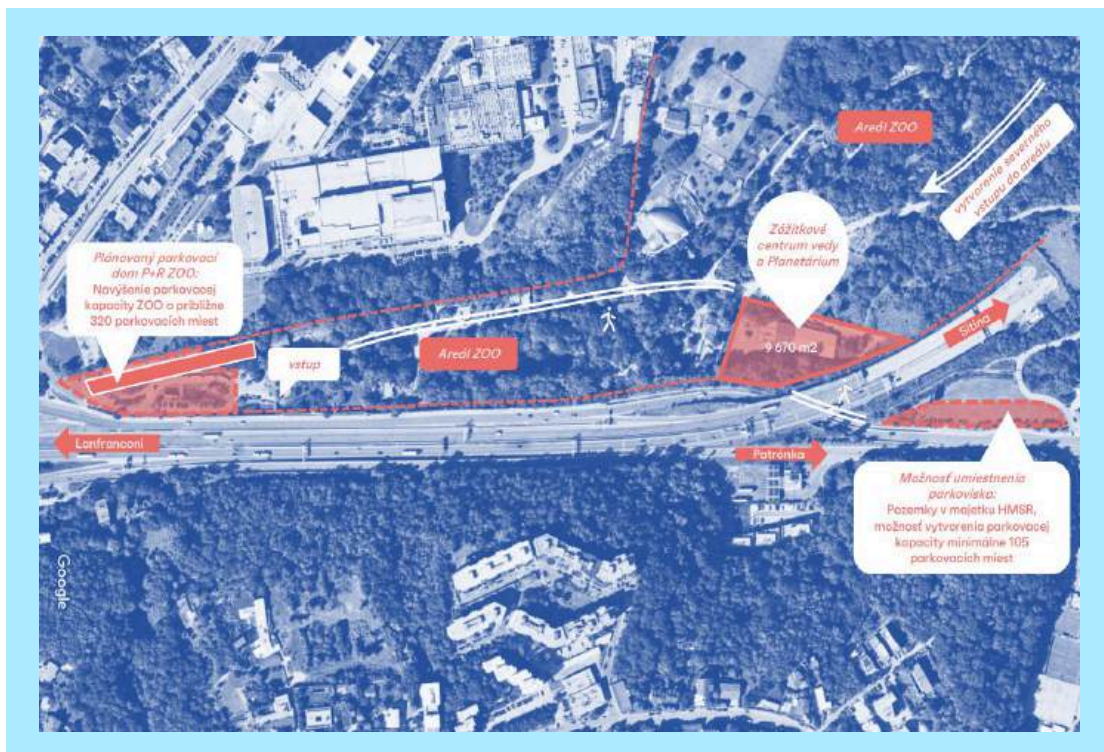 Areál ZOO
vytvorenie severného
vstupu do areálu
Zážitkové
centrum vedy
a Planetárium
Plánovaný parkovací
dom P+R ZOO:
Navýšenie parkovacej
kapacity ZOO o približne
320 parkovacích miest
vstup
Areál ZOO
9 670 m2
Sitina
Lanfranconi
Patrónka
Možnosť umiestnenia
parkoviska:
Pozemky v majetku HMSR,
možnosť vytvorenia parkovacej
kapacity minimálne 105
parkovacích miest
Google